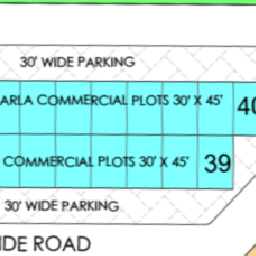 30' WIDE PARKING
ARLA COMMERCIAL PLOTS 30' X 45'
40
COMMERCIAL PLOTS 30' X 45'
39
30' WIDE PARKING
IDE ROAD